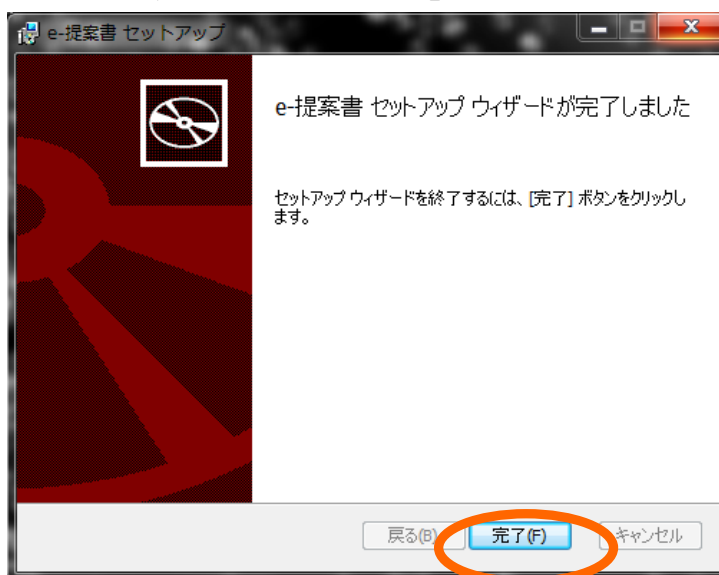 e-提案書 セットアップ
e-提案書 セットアップ ウィザードが完了しました
セットアップ ウィザードを終了するには、[完了] ボタンをクリックし
ます。
戻る(B) 完了(F) キャンセル